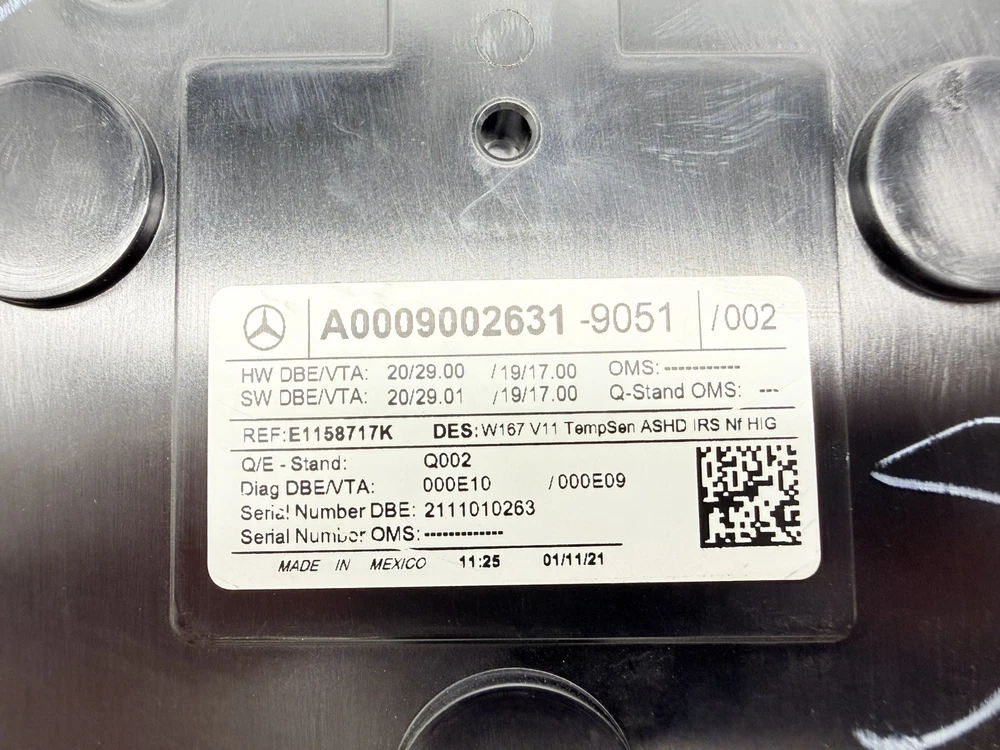 A0009002631 -9051 /002
HW DBE/VTA: 20/29.00 /19/17.00 OMS: -----------
SW DBE/VTA: 20/29.01 /19/17.00 Q-Stand OMS: ---
REF:E1158717K DES:W167 V11 TempSen ASHD IRS Nf HIG
Q/E - Stand: Q002
Diag DBE/VTA: 000E10 /000E09
Serial Number DBE: 2111010263
Serial Number OMS: ------------
MADE IN MEXICO 11:25 01/11/21